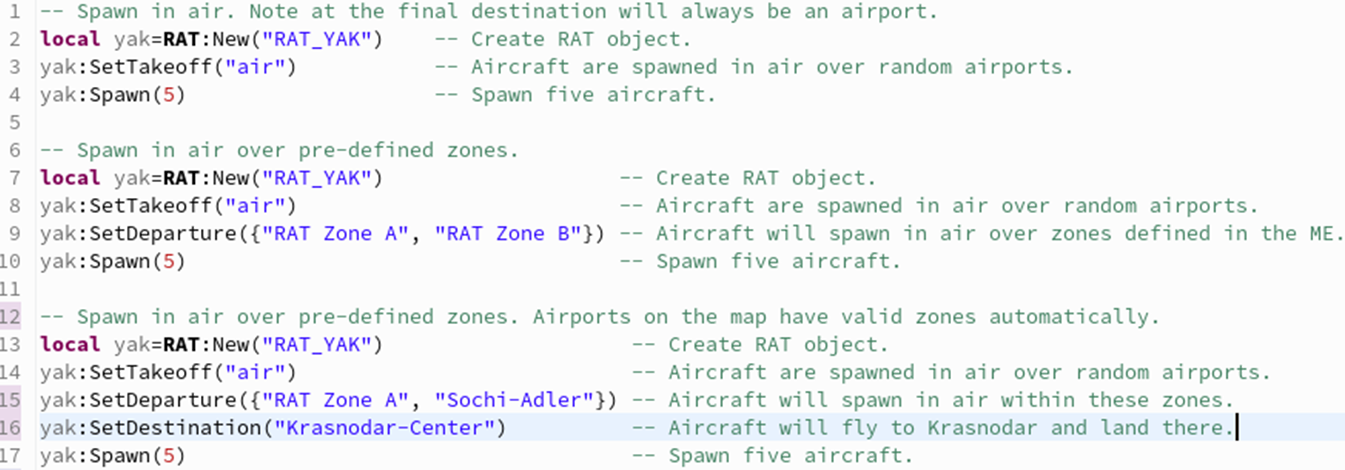 1 -- Spawn in air. Note at the final destination will always be an airport.
2 local yak=RAT:New("RAT_YAK")    -- Create RAT object.
3 yak:SetTakeoff("air")           -- Aircraft are spawned in air over random airports.
4 yak:Spawn(5)                    -- Spawn five aircraft.
5
6 -- Spawn in air over pre-defined zones.
7 local yak=RAT:New("RAT_YAK")                   -- Create RAT object.
8 yak:SetTakeoff("air")                          -- Aircraft are spawned in air over random airports.
9 yak:SetDeparture({"RAT Zone A", "RAT Zone B"}) -- Aircraft will spawn in air over zones defined in the ME.
10 yak:Spawn(5)                                   -- Spawn five aircraft.
11
12 -- Spawn in air over pre-defined zones. Airports on the map have valid zones automatically.
13 local yak=RAT:New("RAT_YAK")                    -- Create RAT object.
14 yak:SetTakeoff("air")                           -- Aircraft are spawned in air over random airports.
15 yak:SetDeparture({"RAT Zone A", "Sochi-Adler"}) -- Aircraft will spawn in air within these zones.
16 yak:SetDestination("Krasnodar-Center")          -- Aircraft will fly to Krasnodar and land there.
17 yak:Spawn(5)                                    -- Spawn five aircraft.